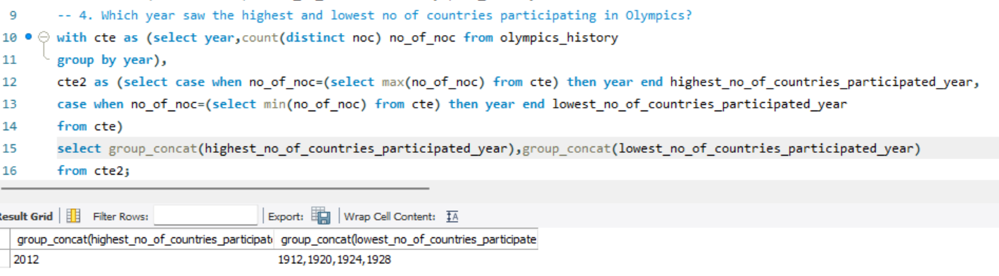 9 -- 4. Which year saw the highest and lowest no of countries participating in Olympics?
10 with cte as (select year,count(distinct noc) no_of_noc from olympics_history
11 group by year),
12 cte2 as (select case when no_of_noc=(select max(no_of_noc) from cte) then year end highest_no_of_countries_participated_year,
13 case when no_of_noc=(select min(no_of_noc) from cte) then year end lowest_no_of_countries_participated_year
14 from cte)
15 select group_concat(highest_no_of_countries_participated_year),group_concat(lowest_no_of_countries_participated_year)
16 from cte2;
Result Grid Filter Rows: Export: Wrap Cell Content: IA
group_concat(highest_no_of_countries_participate group_concat(lowest_no_of_countries_participate
2012 1912,1920,1924,1928